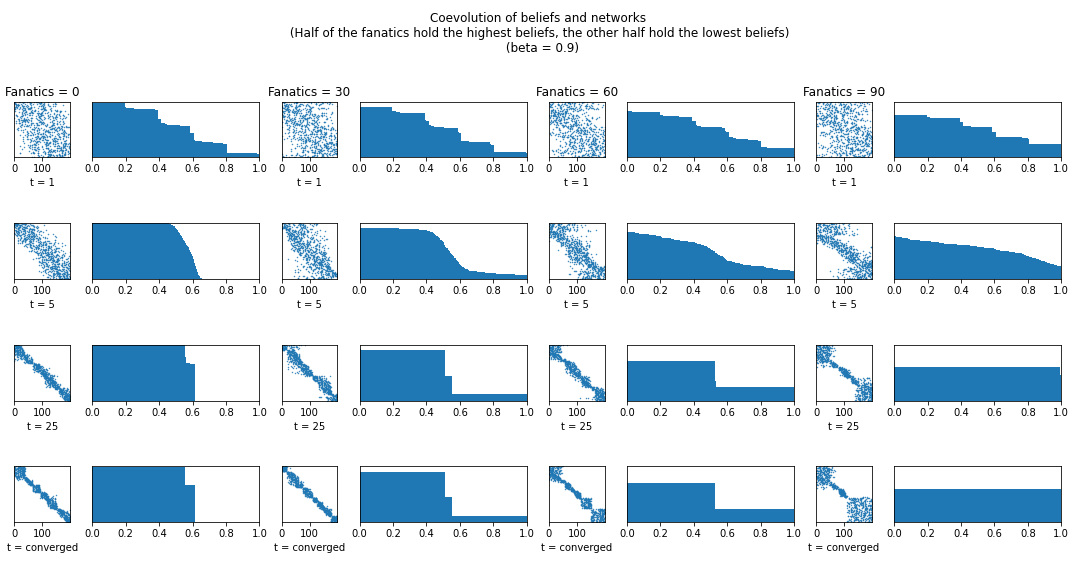 Coevolution of beliefs and networks
(Half of the fanatics hold the highest beliefs, the other half hold the lowest beliefs)
(beta = 0.9)
Fanatics = 0 Fanatics = 30 Fanatics = 60 Fanatics = 90
0 100 0.0 0.2 0.4 0.6 0.8 1.0 0 100 0.0 0.2 0.4 0.6 0.8 1.0 0 100 0.0 0.2 0.4 0.6 0.8 1.0 0 100 0.0 0.2 0.4 0.6 0.8 1.0
t = 1 t = 1 t = 1 t = 1
0 100 0.0 0.2 0.4 0.6 0.8 1.0 0 100 0.0 0.2 0.4 0.6 0.8 1.0 0 100 0.0 0.2 0.4 0.6 0.8 1.0 0 100 0.0 0.2 0.4 0.6 0.8 1.0
t = 5 t = 5 t = 5 t = 5
0 100 0.0 0.2 0.4 0.6 0.8 1.0 0 100 0.0 0.2 0.4 0.6 0.8 1.0 0 100 0.0 0.2 0.4 0.6 0.8 1.0 0 100 0.0 0.2 0.4 0.6 0.8 1.0
t = 25 t = 25 t = 25 t = 25
0 100 0.0 0.2 0.4 0.6 0.8 1.0 0 100 0.0 0.2 0.4 0.6 0.8 1.0 0 100 0.0 0.2 0.4 0.6 0.8 1.0 0 100 0.0 0.2 0.4 0.6 0.8 1.0
t = converged t = converged t = converged t = converged